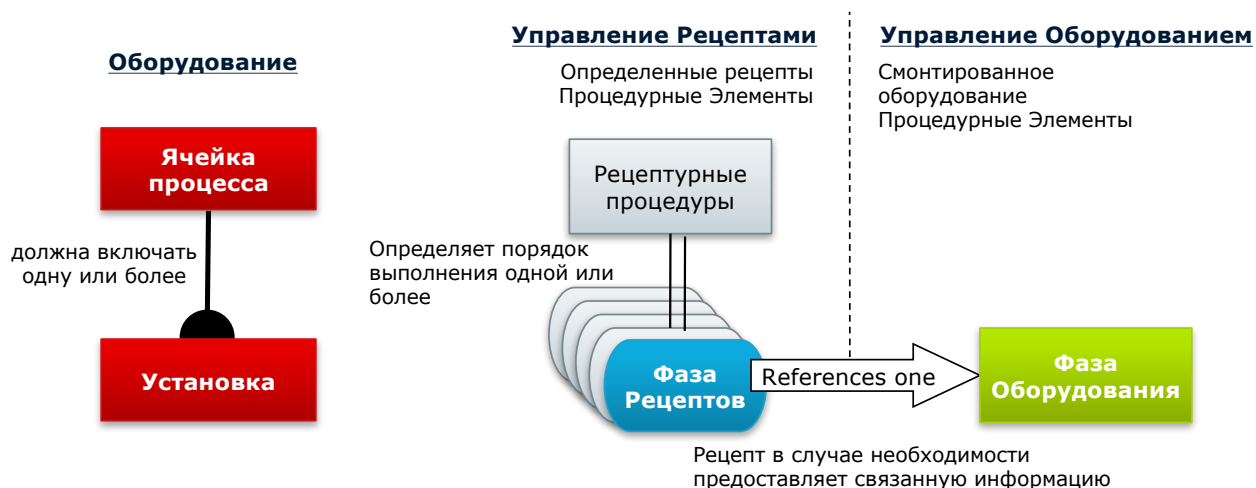 Оборудование
Ячейка
процесса
должна включать
одну или более
Установка
Управление Рецептами
Определенные рецепты
Процедурные Элементы
Рецептурные
процедуры
Определяет порядок
выполнения одной или
более
Фаза
Рецептов
References one
Управление Оборудованием
Смонтированное
оборудование
Процедурные Элементы
Фаза
Оборудования
Рецепт в случае необходимости
предоставляет связанную информацию